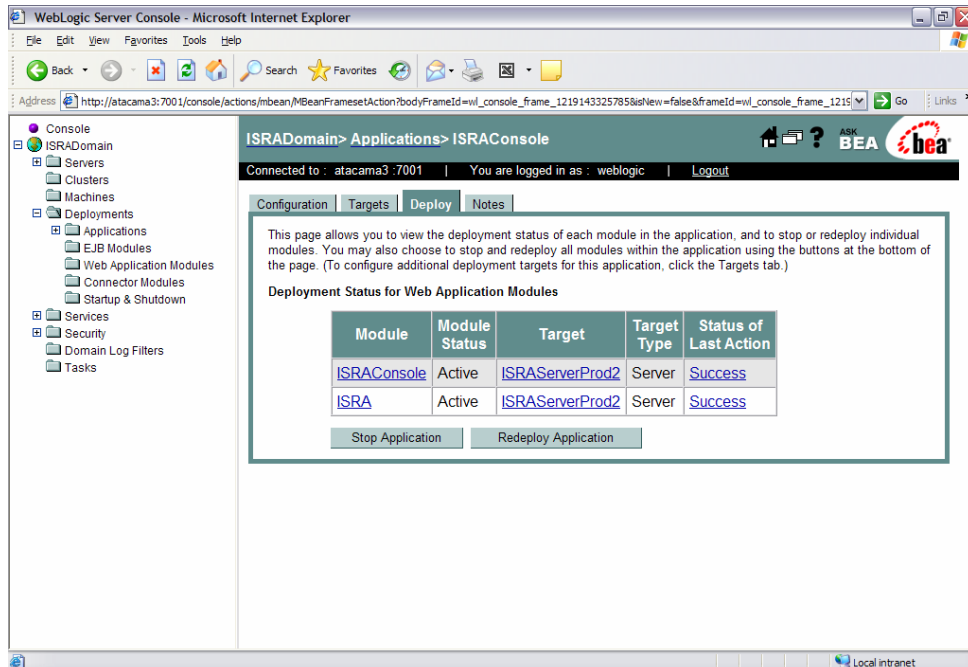 WebLogic Server Console - Microsoft Internet Explorer
File Edit View Favorites Tools Help
Back Search Favorites
Address http://atacama3:7001/console/actions/mbean/MBeanFramesetAction?bodyFrameId=wl_console_frame_1219143325785&isNew=false&frameId=wl_console_frame_1219 Go Links
Console
ISRADomain
Servers
Clusters
Machines
Deployments
Applications
EJB Modules
Web Application Modules
Connector Modules
Startup & Shutdown
Services
Security
Domain Log Filters
Tasks
ISRADomain> Applications> ISRAConsole
? ASK BEA bea
Connected to : atacama3 :7001 | You are logged in as : weblogic | Logout
Configuration Targets Deploy Notes
This page allows you to view the deployment status of each module in the application, and to stop or redeploy individual
modules. You may also choose to stop and redeploy all modules within the application using the buttons at the bottom of
the page. (To configure additional deployment targets for this application, click the Targets tab.)
Deployment Status for Web Application Modules
Module Module Status Target Target Type Status of Last Action
ISRAConsole Active ISRAServerProd2 Server Success
ISRA Active ISRAServerProd2 Server Success
Stop Application Redeploy Application
Local intranet